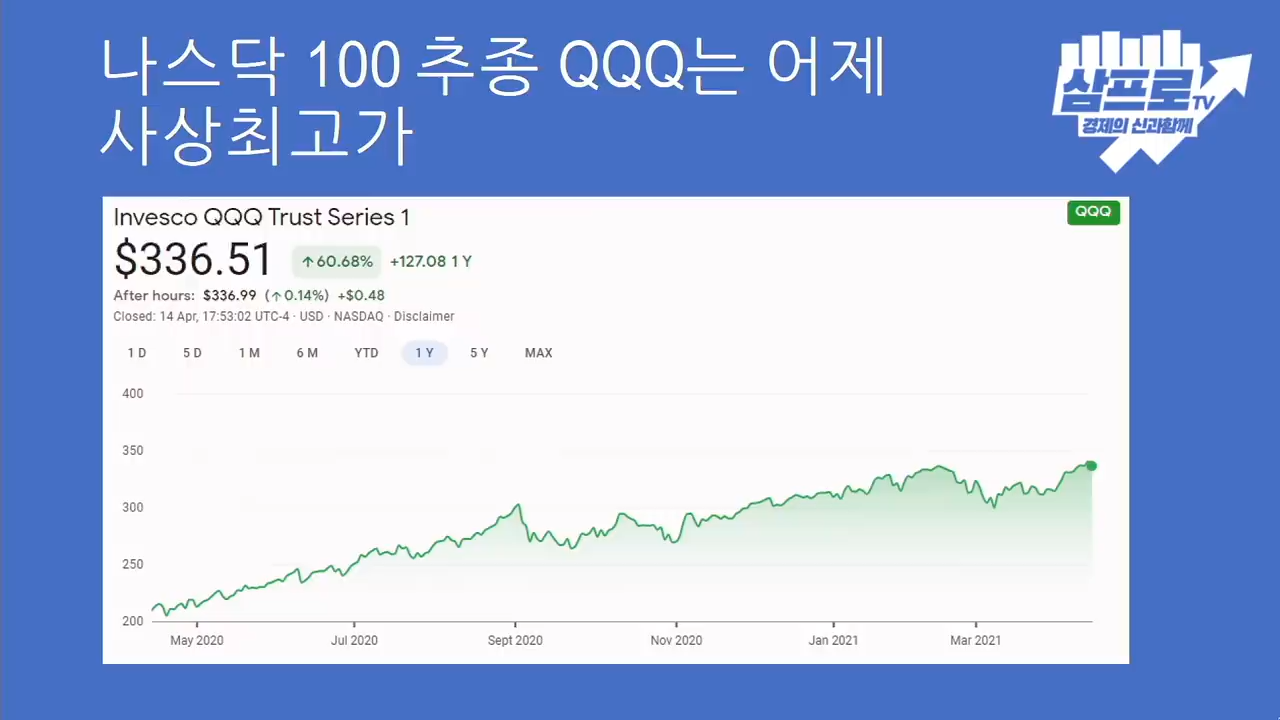 나스닥 100 추종 QQQ는 어제
사상최고가
삼프로TV
경제의 신과함께
Invesco QQQ Trust Series 1
QQQ
$336.51 ↑60.68% +127.08 1 Y
After hours: $336.99 (↑0.14%) +$0.48
Closed: 14 Apr, 17:53:02 UTC-4 · USD · NASDAQ · Disclaimer
1 D 5 D 1 M 6 M YTD 1 Y 5 Y MAX
400
350
300
250
200
May 2020 Jul 2020 Sept 2020 Nov 2020 Jan 2021 Mar 2021